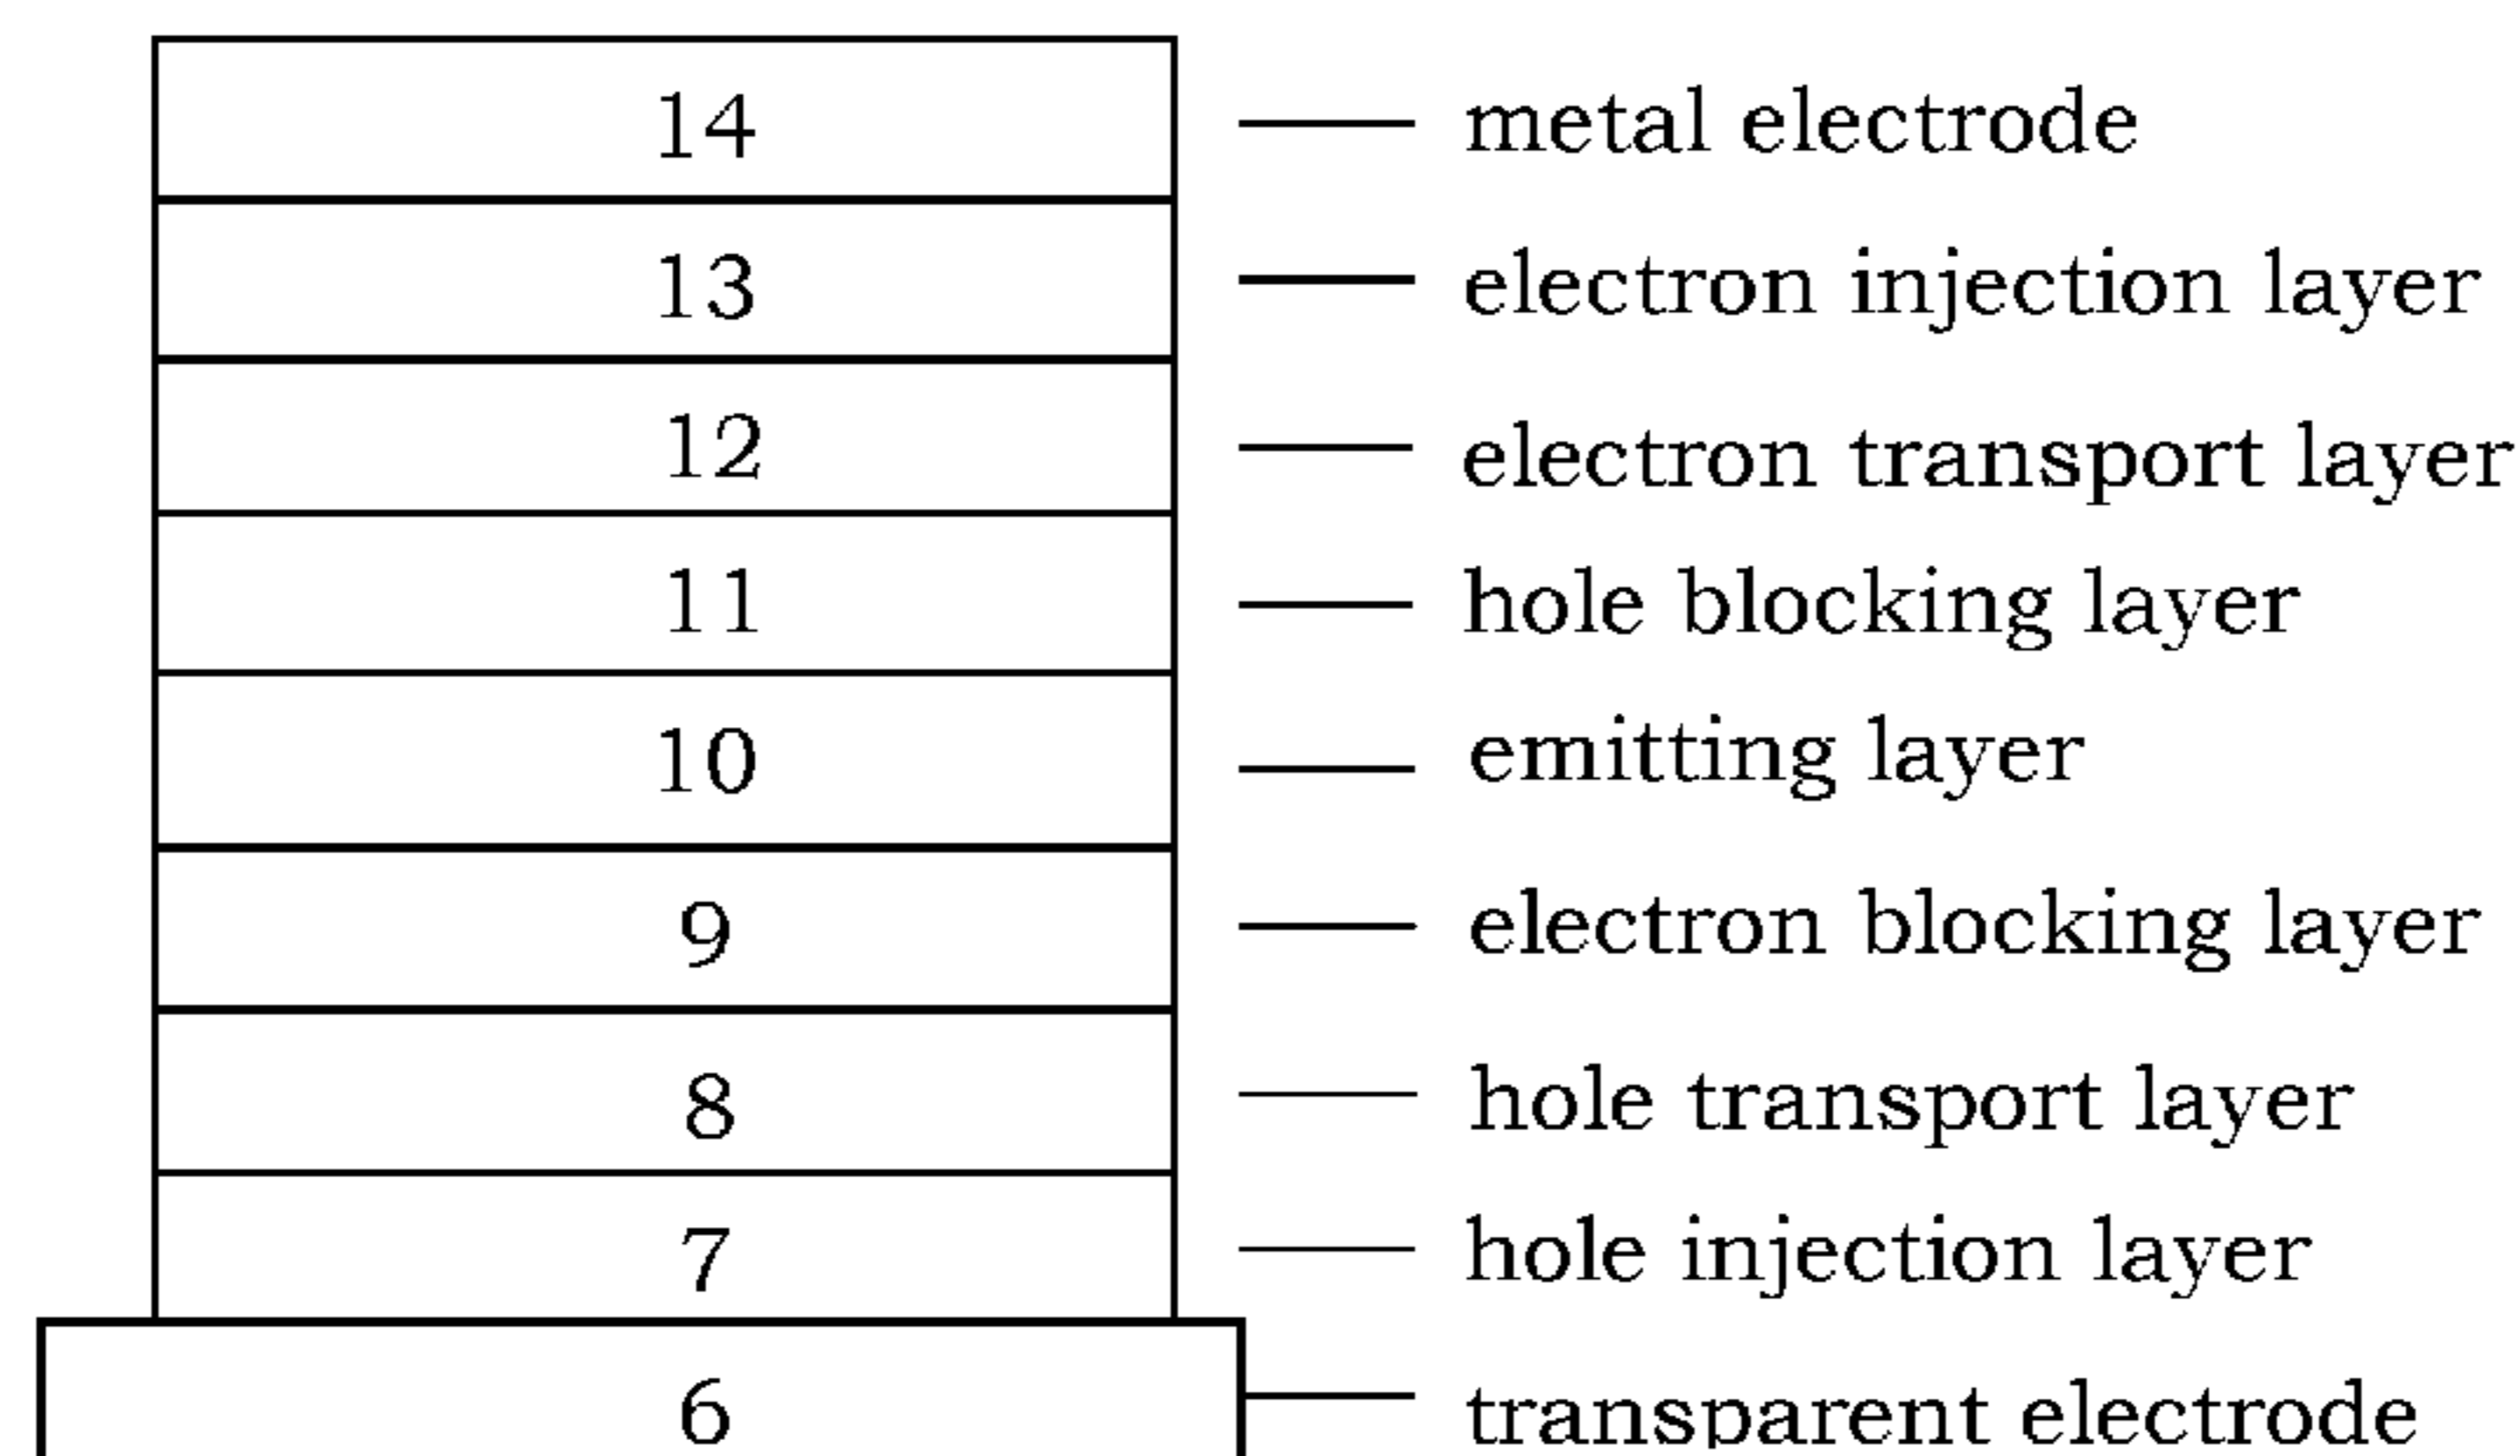 14 metal electrode
13 electron injection layer
12 electron transport layer
11 hole blocking layer
10 emitting layer
9 electron blocking layer
8 hole transport layer
7 hole injection layer
6 transparent electrode